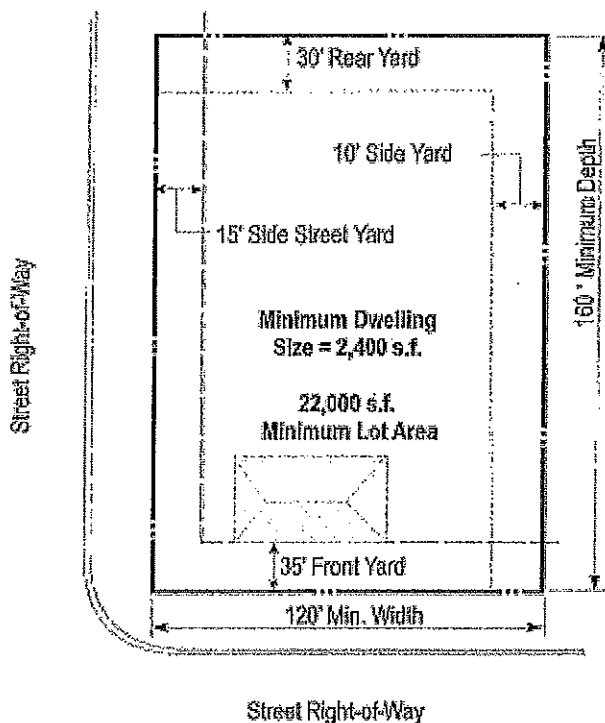 30' Rear Yard
10' Side Yard
15' Side Street Yard
160' Minimum Depth
Street Right-of-Way
Minimum Dwelling
Size = 2,400 s.f.
22,000 s.f.
Minimum Lot Area
35' Front Yard
120' Min. Width
Street Right-of-Way